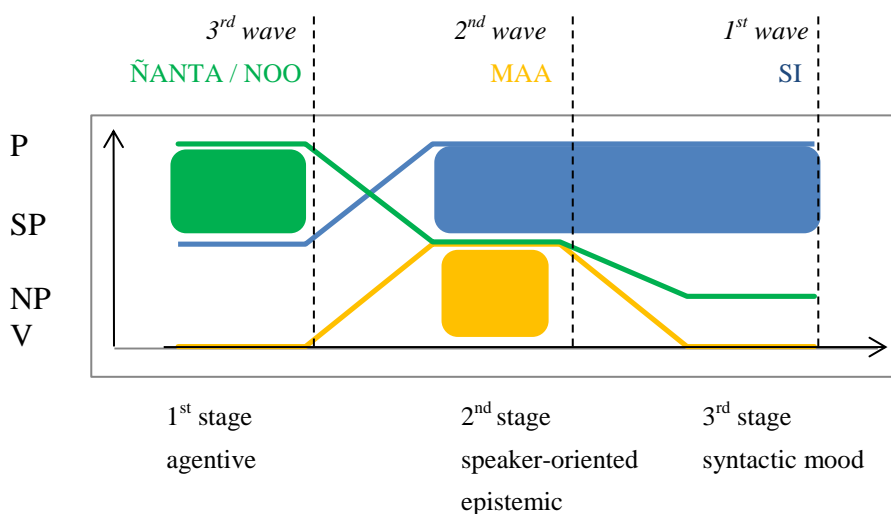 3rd wave 2nd wave 1st wave
ÑANTA / NOO MAA SI
P
SP
NP
V
1st stage 2nd stage 3rd stage
agentive speaker-oriented syntactic mood
epistemic